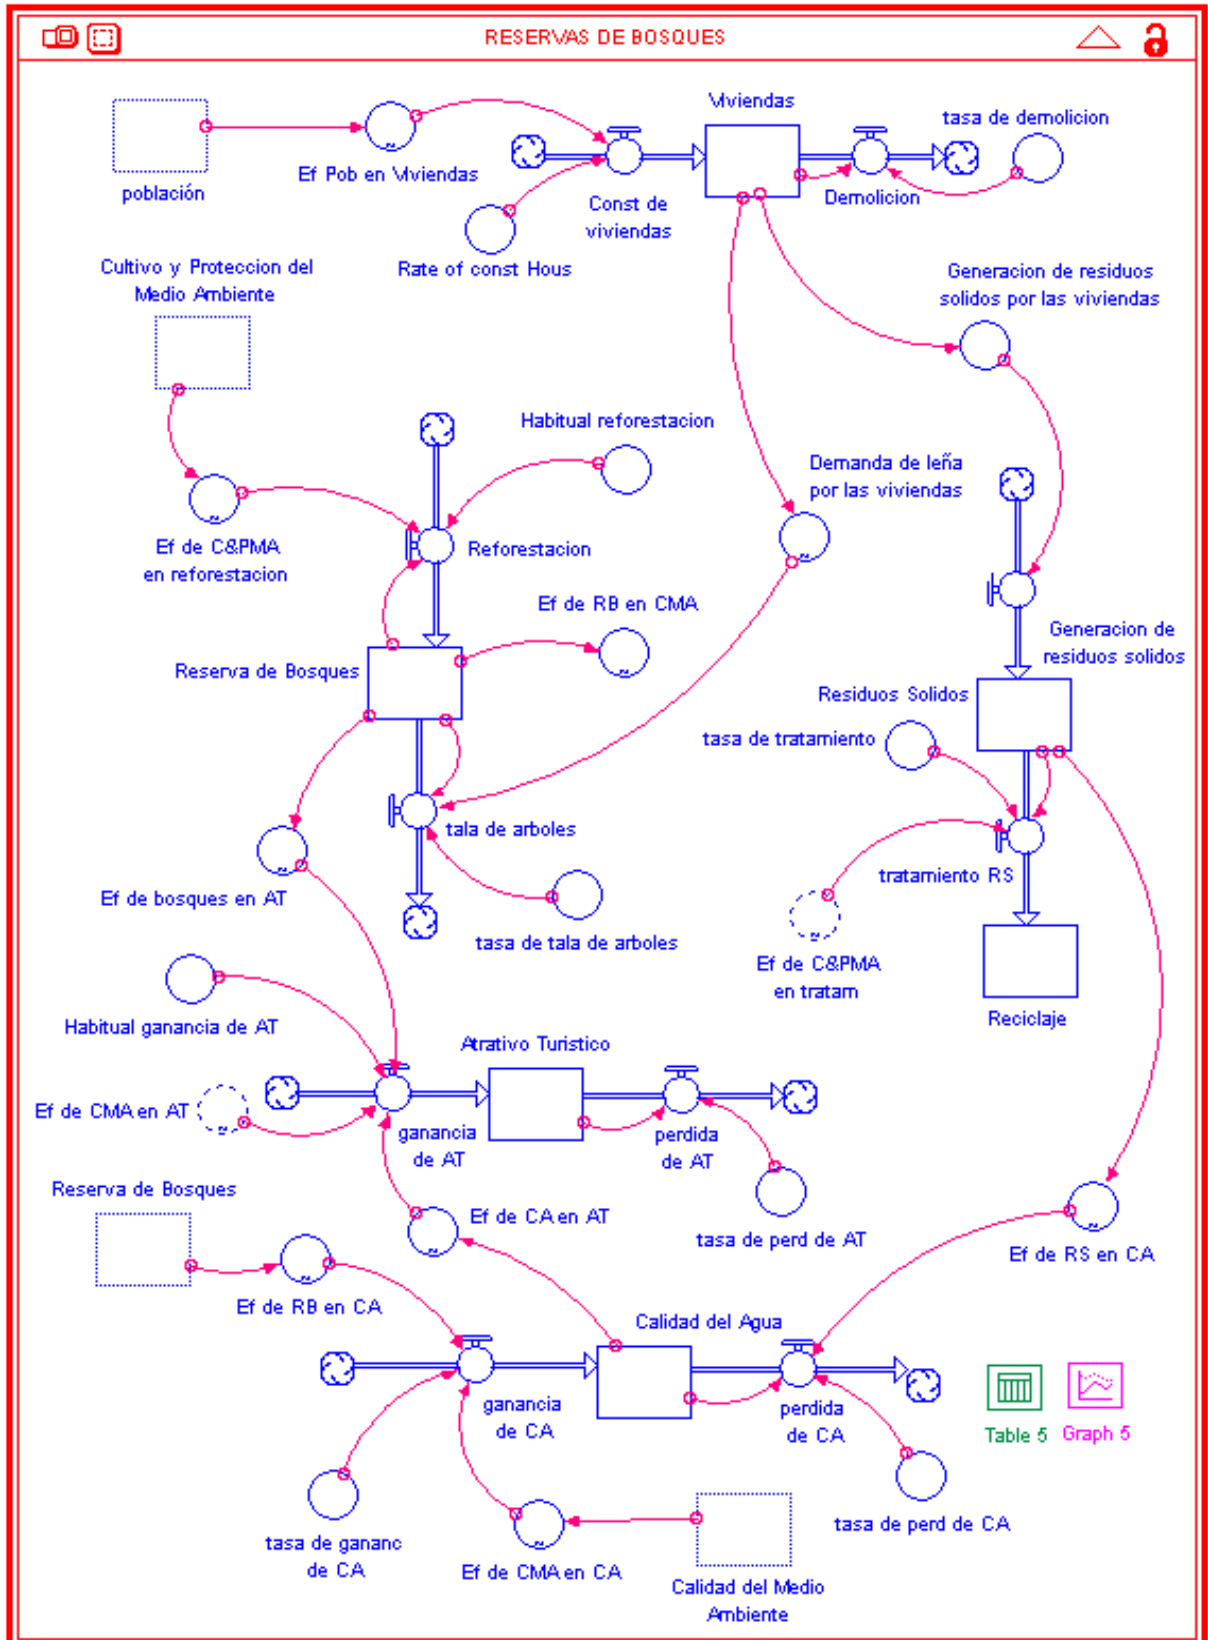 RESERVAS DE BOSQUES
Viviendas
tasa de demolicion
Ef Pob en Viviendas
población
Const de
viviendas
Demolicion
Rate of const Hous
Cultivo y Proteccion del
Medio Ambiente
Generacion de residuos
solidos por las viviendas
Habitual reforestacion
Demanda de leña
por las viviendas
Ef de C&PMA
en reforestacion
Reforestacion
Ef de RB en CMA
Generacion de
residuos solidos
Reserva de Bosques
Residuos Solidos
tasa de tratamiento
tala de arboles
tratamiento RS
Ef de bosques en AT
tasa de tala de arboles
Ef de C&PMA
en tratam
Reciclaje
Habitual ganancia de AT
Atrativo Turistico
Ef de CMA en AT
ganancia
de AT
perdida
de AT
Reserva de Bosques
Ef de CA en AT
tasa de perd de AT
Ef de RS en CA
Ef de RB en CA
Calidad del Agua
ganancia
de CA
perdida
de CA
Table 5
Graph 5
tasa de gananc
de CA
Ef de CMA en CA
tasa de perd de CA
Calidad del Medio
Ambiente